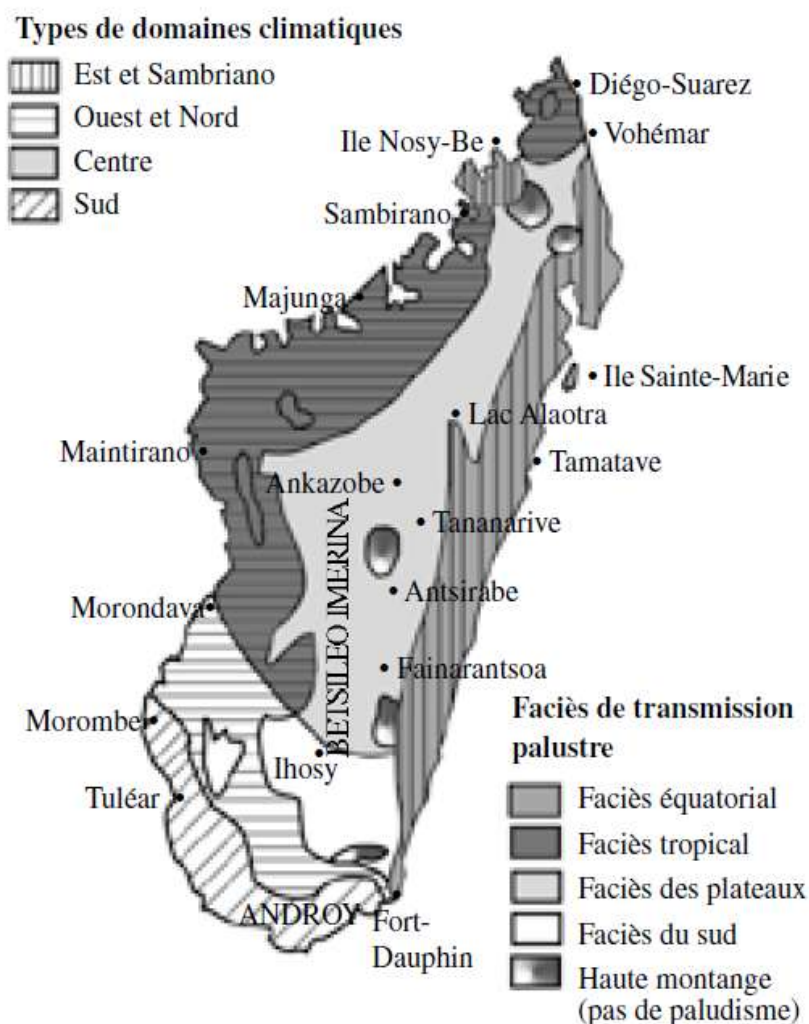 Types de domaines climatiques
Est et Sambriano
Ouest et Nord
Centre
Sud
Diégo-Suarez
Ile Nosy-Be
Vohémar
Sambirano
Majunga
Ile Sainte-Marie
Lac Alaotra
Maintirano
Tamatave
Ankazobe
Tananarive
BETSILEO IMERINA
Antsirabe
Morondava
Fainarantsoa
Morombe
Ihosy
Tuléar
ANDROY
Fort-
Dauphin
Faciès de transmission
palustre
Faciès équatorial
Faciès tropical
Faciès des plateaux
Faciès du sud
Haute montange
(pas de paludisme)